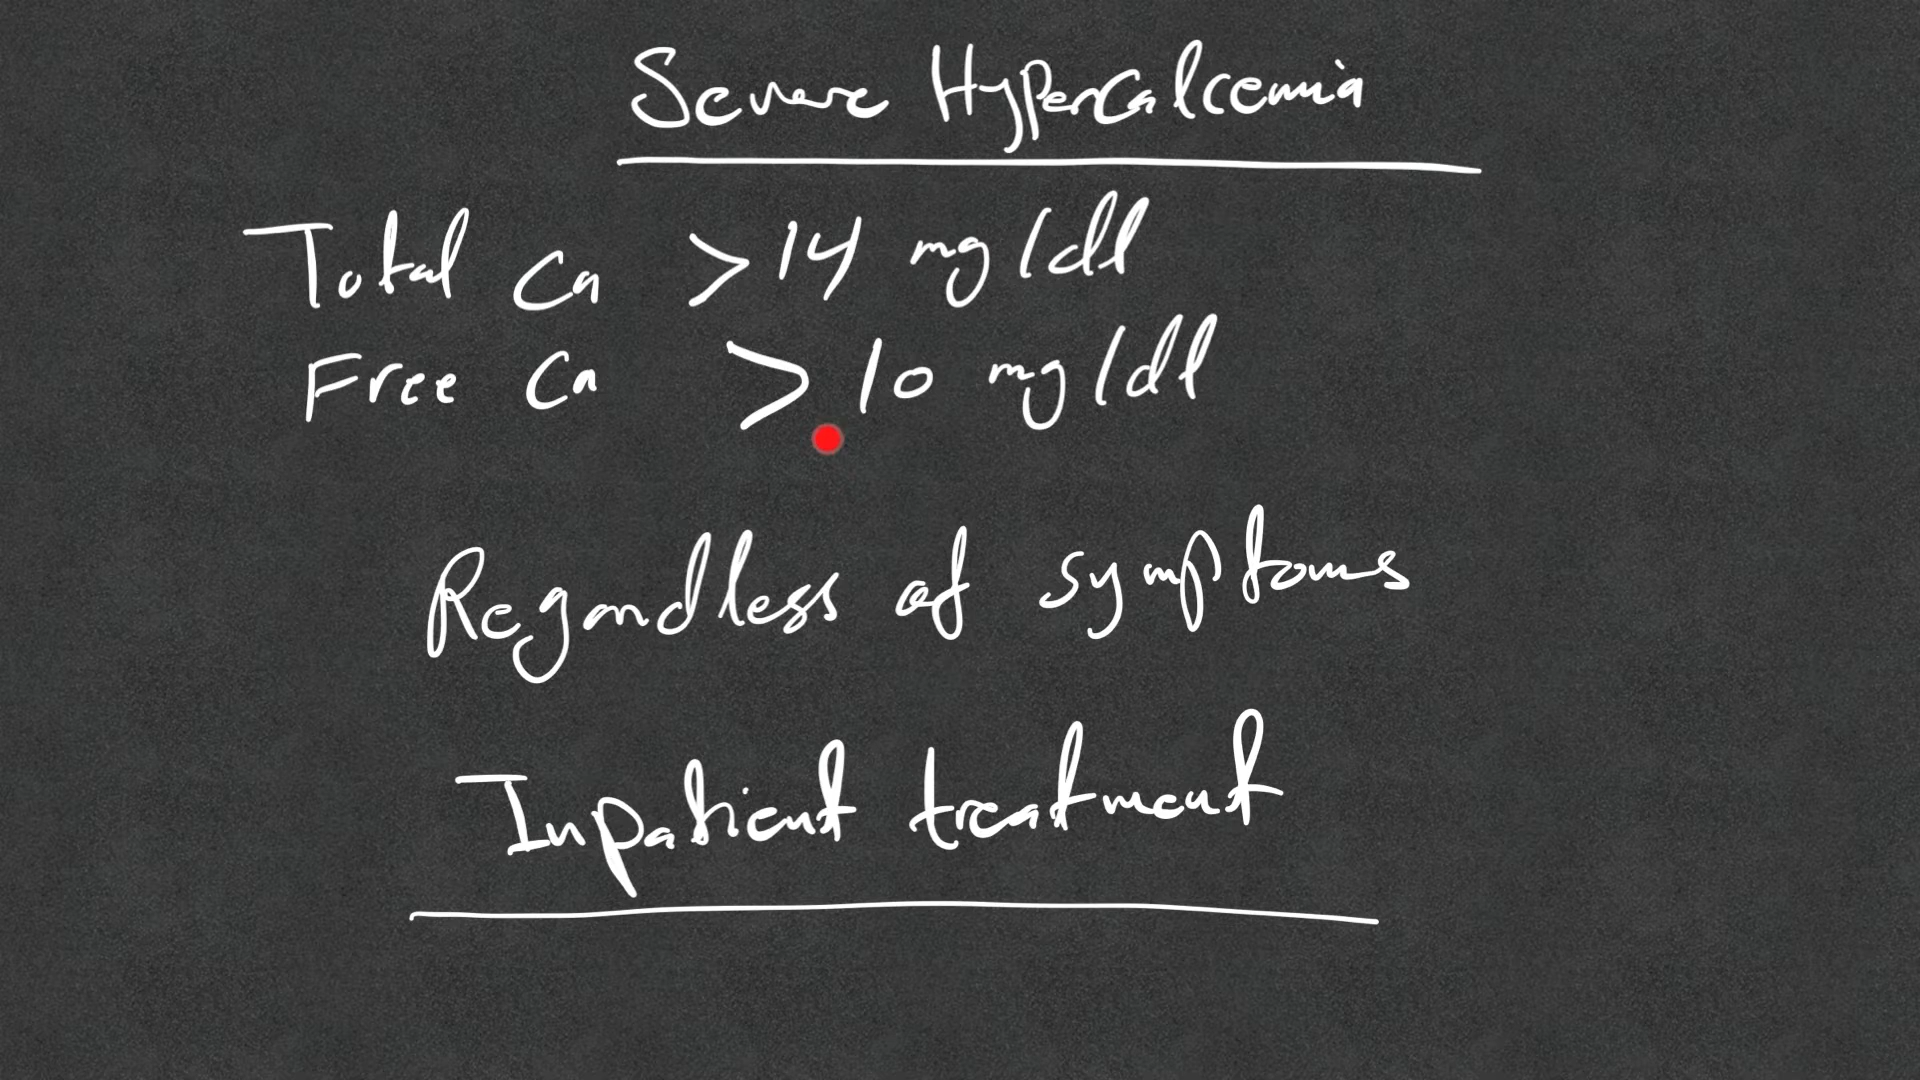 Severe Hypercalcemia
Total Ca >14 mg/dl
Free Ca >10 mg/dl
Regardless of symptoms
Inpatient treatment